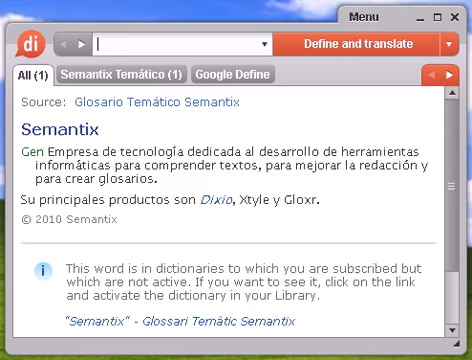 Menu
di
Define and translate
All (1) Semantix Temático (1) Google Define
Source: Glosario Temático Semantix
Semantix
Gen Empresa de tecnología dedicada al desarrollo de herramientas
informáticas para comprender textos, para mejorar la redacción y
para crear glosarios.
Su principales productos son Dixio, Xtyle y Gloxr.
© 2010 Semantix
i
This word is in dictionaries to which you are subscribed but
which are not active. If you want to see it, click on the link
and activate the dictionary in your Library.
"Semantix" - Glossari Temàtic Semantix